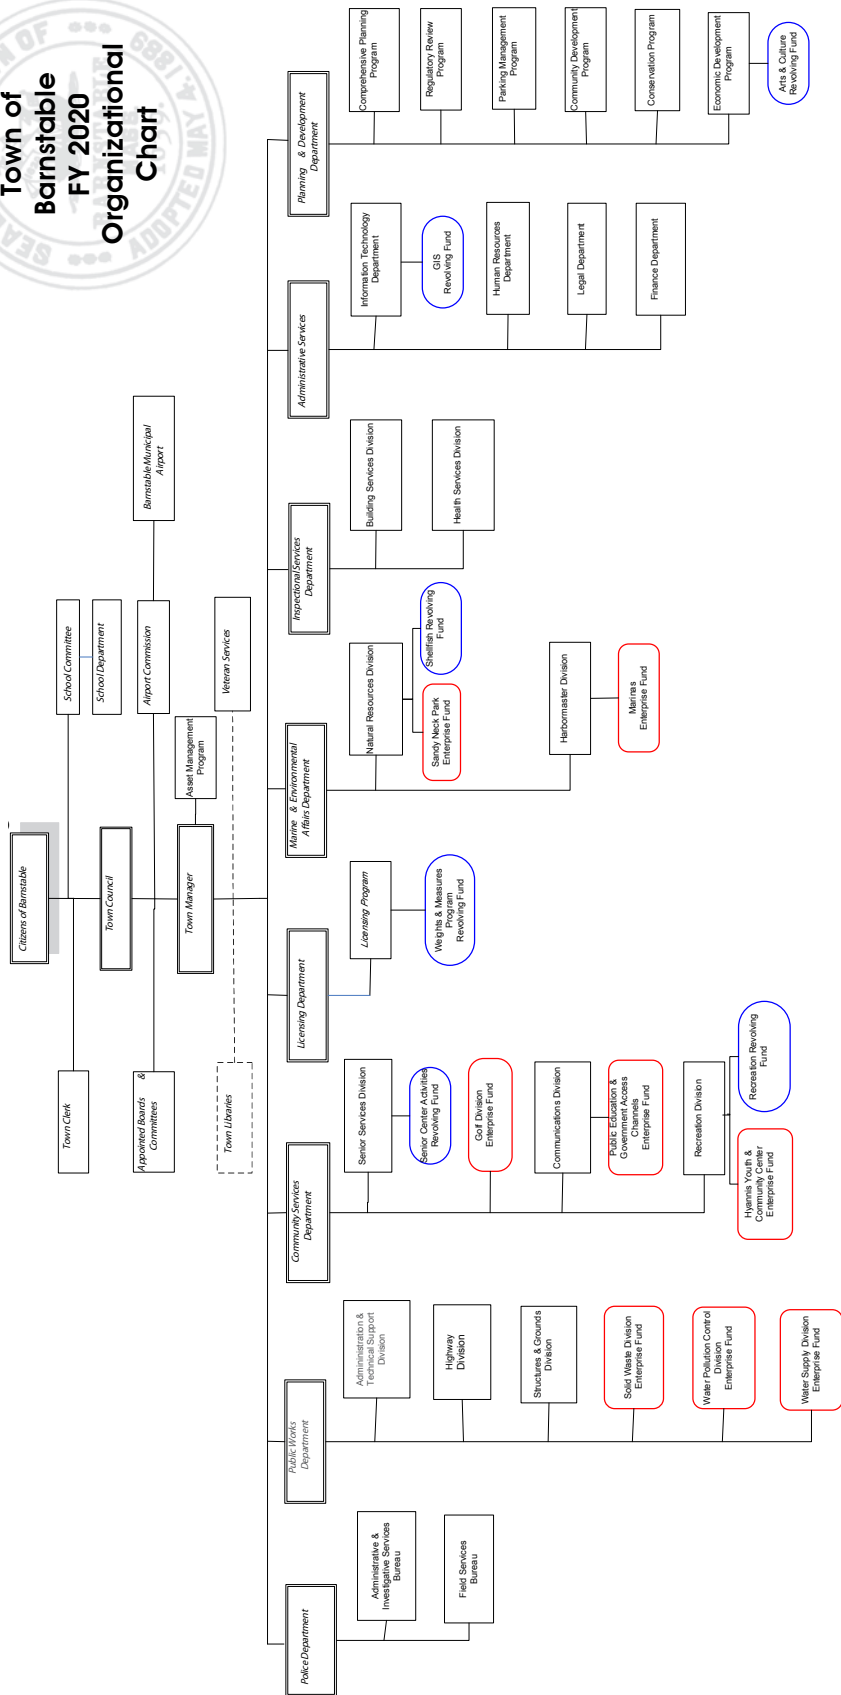 Town of
Barnstable
FY 2020
Organizational
Chart
SEAL
OF
ADOPTED MAY 4,
Citizens of Barnstable
Town Clerk
School Committee
School Department
Town Council
Appointed Boards &
Committees
Airport Commission
Barnstable Municipal
Airport
Town Manager
Asset Management
Program
Town Libraries
Veteran Services
Police Department
Administrative &
Investigative Services
Bureau
Field Services
Bureau
Public Works
Department
Admininistration &
Technical Support
Division
Highway
Division
Structures & Grounds
Division
Solid Waste Division
Enterprise Fund
Water Pollution Control
Division
Enterprise Fund
Water Supply Division
Enterprise Fund
Community Services
Department
Senior Services Division
Senior Center Activities
Revolving Fund
Golf Division
Enterprise Fund
Communications Division
Public Education &
Government Access
Channels
Enterprise Fund
Recreation Division
Hyannis Youth &
Community Center
Enterprise Fund
Recreation Revolving
Fund
Licensing Department
Licensing Program
Weights & Measures
Program
Revolving Fund
Marine & Environmental
Affairs Department
Natural Resources Division
Sandy Neck Park
Enterprise Fund
Shellfish Revolving
Fund
Harbormaster Division
Marinas
Enterprise Fund
Inspectional Services
Department
Building Services Division
Health Services Division
Administrative Services
Information Technology
Department
GIS
Revolving Fund
Human Resources
Department
Legal Department
Finance Department
Planning & Development
Department
Comprehensive Planning
Program
Regulatory Review
Program
Parking Management
Program
Community Development
Program
Conservation Program
Economic Development
Program
Arts & Culture
Revolving Fund